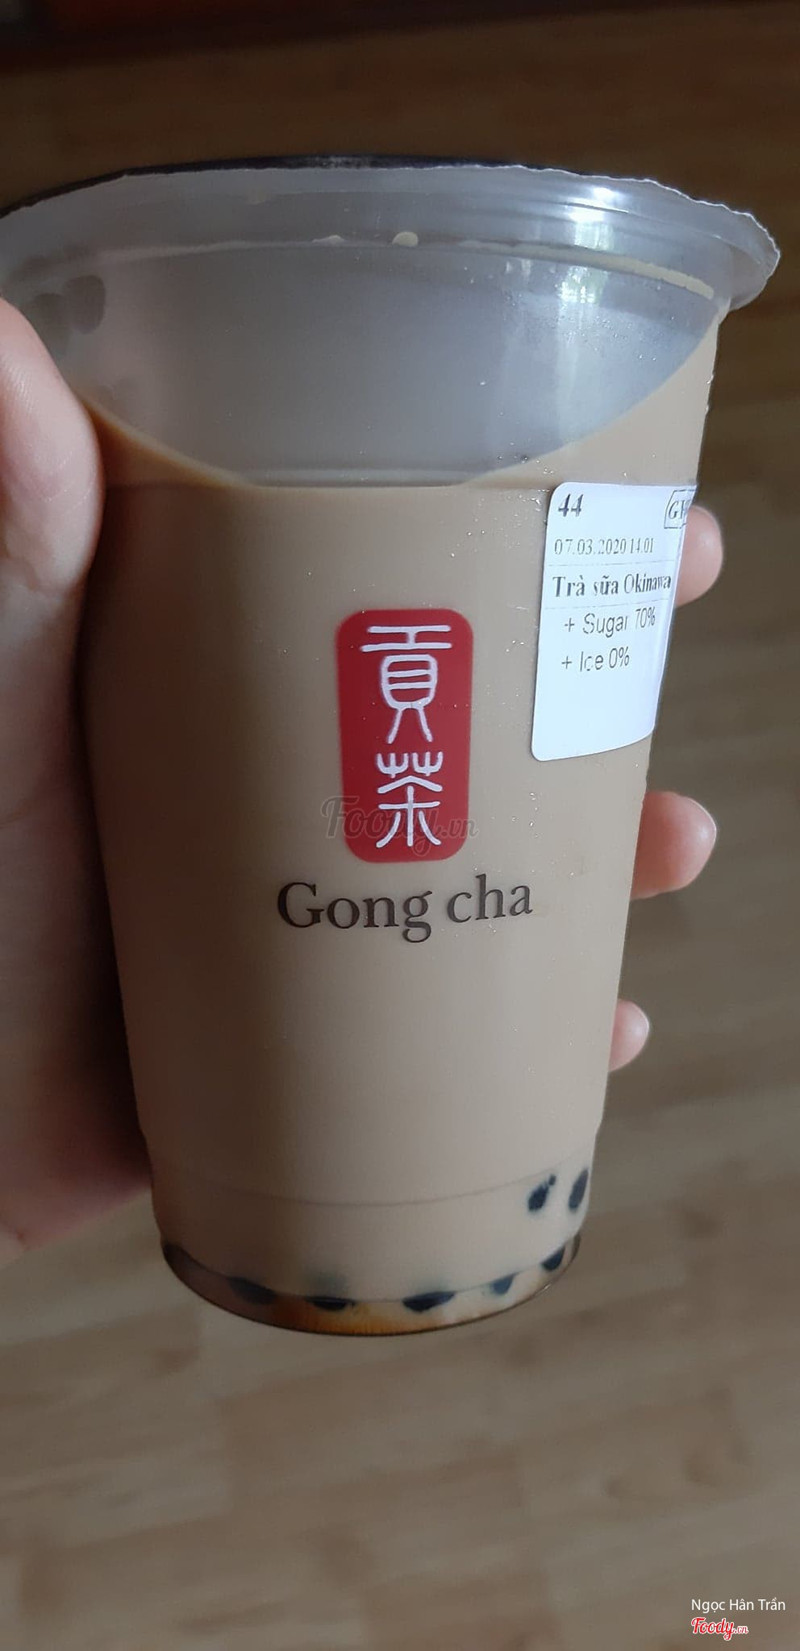 44
07.03.2020 14:01
Trà sữa Okinawa
+ Sugar 70%
+ Ice 0%
貢
茶
Foody.vn
Gong cha
Ngọc Hân Trần
Foody.vn